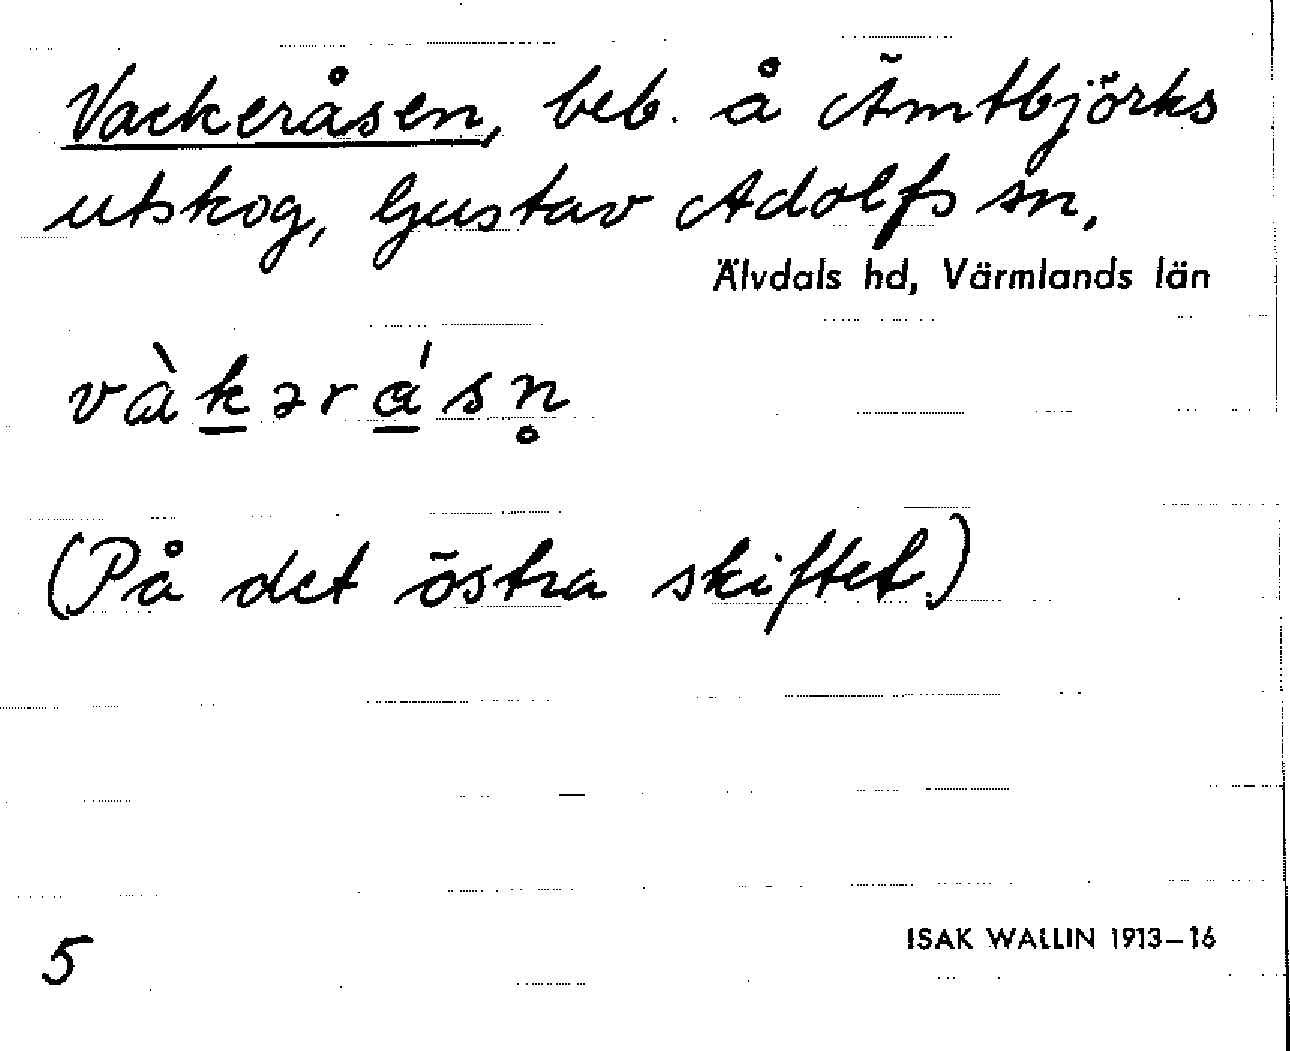 Vackeråsen, beb. å Ämtbjörks
utskog, Gustav Adolfs sn.
Älvdals hd, Värmlands län
vàkərásn̥
(På det östra skiftet.)
5
ISAK WALLIN 1913–16